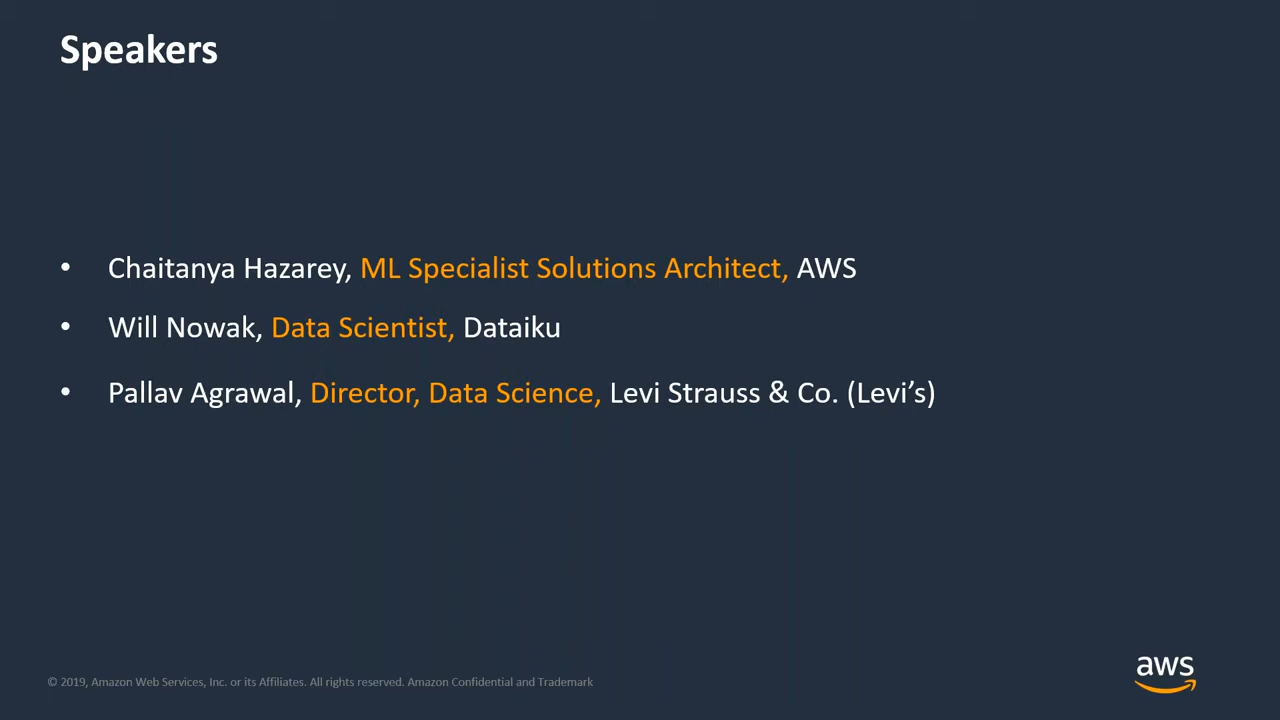 Speakers
• Chaitanya Hazarey, ML Specialist Solutions Architect, AWS
• Will Nowak, Data Scientist, Dataiku
• Pallav Agrawal, Director, Data Science, Levi Strauss & Co. (Levi’s)
© 2019, Amazon Web Services, Inc. or its Affiliates. All rights reserved. Amazon Confidential and Trademark
aws